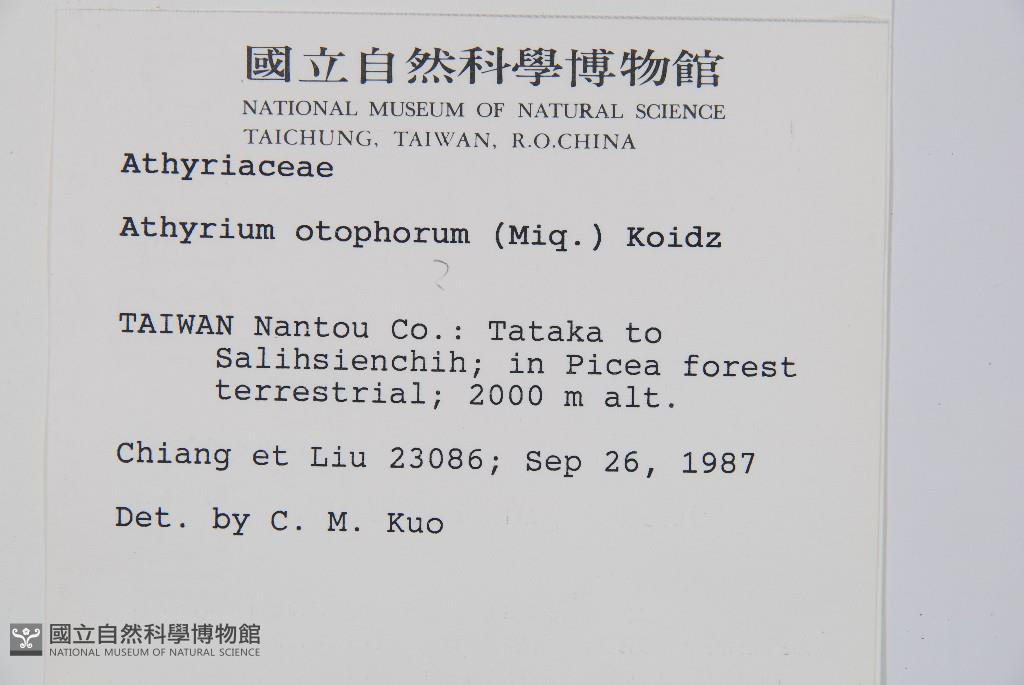 國立自然科學博物館
NATIONAL MUSEUM OF NATURAL SCIENCE
TAICHUNG, TAIWAN, R.O.CHINA
Athyriaceae
Athyrium otophorum (Miq.) Koidz
?
TAIWAN Nantou Co.: Tataka to
Salihsienchih; in Picea forest
terrestrial; 2000 m alt.
Chiang et Liu 23086; Sep 26, 1987
Det. by C. M. Kuo
國立自然科學博物館
NATIONAL MUSEUM OF NATURAL SCIENCE